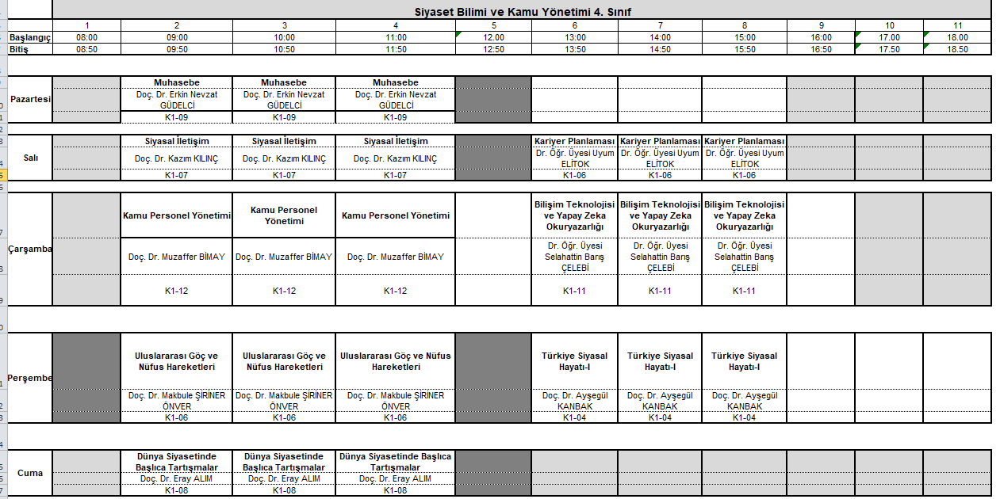 Siyaset Bilimi ve Kamu Yönetimi 4. Sınıf
1 2 3 4 5 6 7 8 9 10 11
Başlangıç 08:00 09:00 10:00 11:00 12.00 13:00 14:00 15:00 16:00 17.00 18.00
Bitiş 08:50 09:50 10:50 11:50 12:50 13:50 14:50 15:50 16:50 17.50 18.50
Muhasebe Muhasebe Muhasebe
Pazartesi
Doç. Dr. Erkin Nevzat Doç. Dr. Erkin Nevzat Doç. Dr. Erkin Nevzat
GÜDELCİ GÜDELCİ GÜDELCİ
K1-09 K1-09 K1-09
Siyasal İletişim Siyasal İletişim Siyasal İletişim Kariyer Planlaması Kariyer Planlaması Kariyer Planlaması
Salı
Doç. Dr. Kazım KILINÇ Doç. Dr. Kazım KILINÇ Doç. Dr. Kazım KILINÇ Dr. Öğr. Üyesi Uyum Dr. Öğr. Üyesi Uyum Dr. Öğr. Üyesi Uyum
ELİTOK ELİTOK ELİTOK
K1-07 K1-07 K1-07 K1-06 K1-06 K1-06
Çarşamba
Kamu Personel Yönetimi Kamu Personel Kamu Personel Yönetimi Bilişim Teknolojisi Bilişim Teknolojisi Bilişim Teknolojisi
Yönetimi ve Yapay Zeka ve Yapay Zeka ve Yapay Zeka
Okuryazarlığı Okuryazarlığı Okuryazarlığı
Doç. Dr. Muzaffer BİMAY Doç. Dr. Muzaffer BİMAY Doç. Dr. Muzaffer BİMAY Dr. Öğr. Üyesi Dr. Öğr. Üyesi Dr. Öğr. Üyesi
Selahattin Barış Selahattin Barış Selahattin Barış
ÇELEBİ ÇELEBİ ÇELEBİ
K1-12 K1-12 K1-12 K1-11 K1-11 K1-11
Perşembe
Uluslararası Göç ve Uluslararası Göç ve Uluslararası Göç ve Nüfus Türkiye Siyasal Türkiye Siyasal Türkiye Siyasal
Nüfus Hareketleri Nüfus Hareketleri Hareketleri Hayatı-I Hayatı-I Hayatı-I
Doç. Dr. Makbule ŞİRİNER Doç. Dr. Makbule ŞİRİNER Doç. Dr. Makbule ŞİRİNER Doç. Dr. Ayşegül Doç. Dr. Ayşegül Doç. Dr. Ayşegül
ÖNVER ÖNVER ÖNVER KANBAK KANBAK KANBAK
K1-06 K1-06 K1-06 K1-04 K1-04 K1-04
Cuma
Dünya Siyasetinde Dünya Siyasetinde Dünya Siyasetinde Başlıca
Başlıca Tartışmalar Başlıca Tartışmalar Tartışmalar
Doç. Dr. Eray ALIM Doç. Dr. Eray ALIM Doç. Dr. Eray ALIM
K1-08 K1-08 K1-08